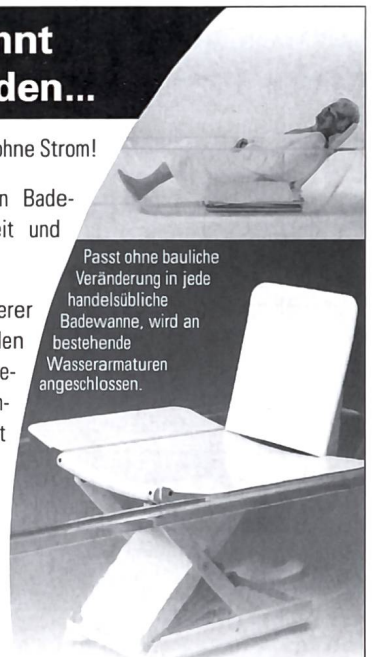 nnt
den...
ohne Strom!
n Bade-
eit und
Passt ohne bauliche
Veränderung in jede
handelsübliche
Badewanne, wird an
bestehende
Wasserarmaturen
angeschlossen.
erer
len
e-
n-
t